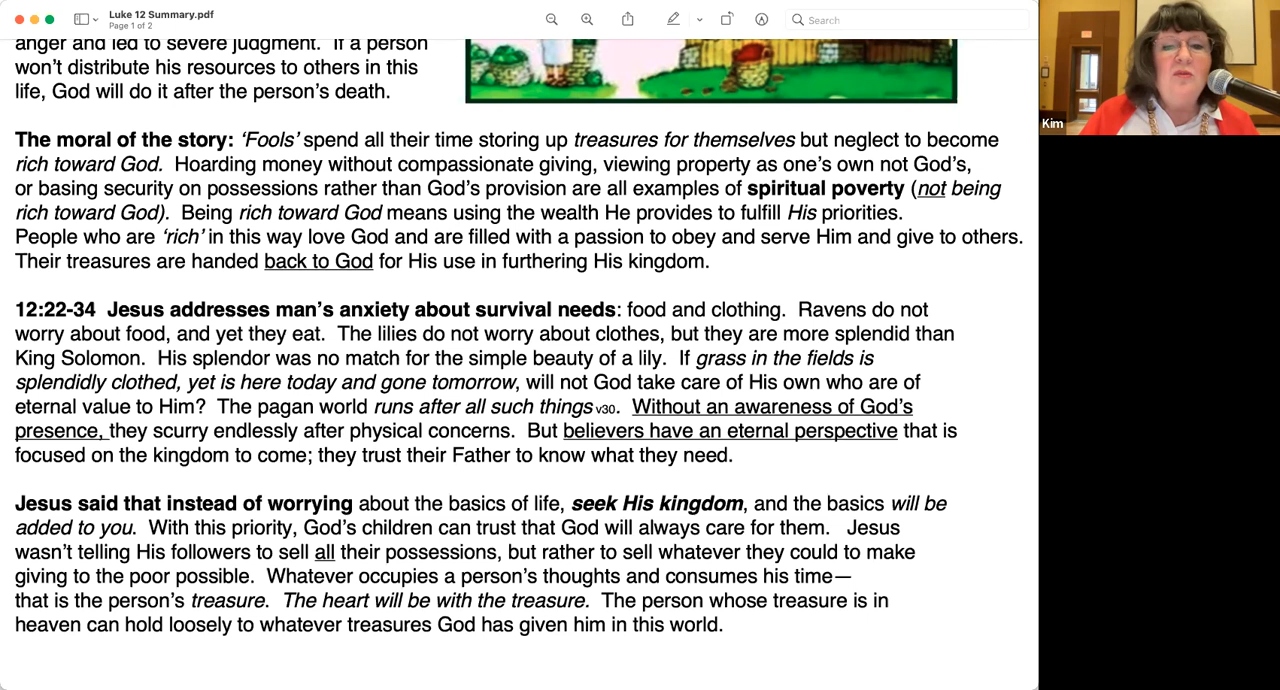 Luke 12 Summary.pdf
Page 1 of 2
Search
anger and led to severe judgment. If a person
won't distribute his resources to others in this
life, God will do it after the person's death.
The moral of the story: 'Fools' spend all their time storing up treasures for themselves but neglect to become
rich toward God. Hoarding money without compassionate giving, viewing property as one's own not God's,
or basing security on possessions rather than God's provision are all examples of spiritual poverty (not being
rich toward God). Being rich toward God means using the wealth He provides to fulfill His priorities.
People who are 'rich' in this way love God and are filled with a passion to obey and serve Him and give to others.
Their treasures are handed back to God for His use in furthering His kingdom.
12:22-34 Jesus addresses man's anxiety about survival needs: food and clothing. Ravens do not
worry about food, and yet they eat. The lilies do not worry about clothes, but they are more splendid than
King Solomon. His splendor was no match for the simple beauty of a lily. If grass in the fields is
splendidly clothed, yet is here today and gone tomorrow, will not God take care of His own who are of
eternal value to Him? The pagan world runs after all such things v30. Without an awareness of God's
presence, they scurry endlessly after physical concerns. But believers have an eternal perspective that is
focused on the kingdom to come; they trust their Father to know what they need.
Jesus said that instead of worrying about the basics of life, seek His kingdom, and the basics will be
added to you. With this priority, God's children can trust that God will always care for them. Jesus
wasn't telling His followers to sell all their possessions, but rather to sell whatever they could to make
giving to the poor possible. Whatever occupies a person's thoughts and consumes his time—
that is the person's treasure. The heart will be with the treasure. The person whose treasure is in
heaven can hold loosely to whatever treasures God has given him in this world.
Kim